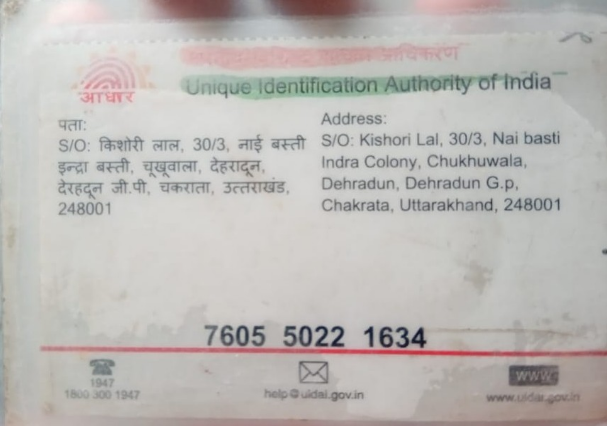 आधार
Unique Identification Authority of India
पता:
S/O: किशोरी लाल, 30/3, नाई बस्ती
इन्द्रा बस्ती, चूखूवाला, देहरादून,
देरहदून जी.पी, चकराता, उत्तराखंड,
248001
Address:
S/O: Kishori Lal, 30/3, Nai basti
Indra Colony, Chukhuwala,
Dehradun, Dehradun G.p,
Chakrata, Uttarakhand, 248001
7605 5022 1634
1947
1800 300 1947
help@uidai.gov.in
www
www.uidai.gov.in